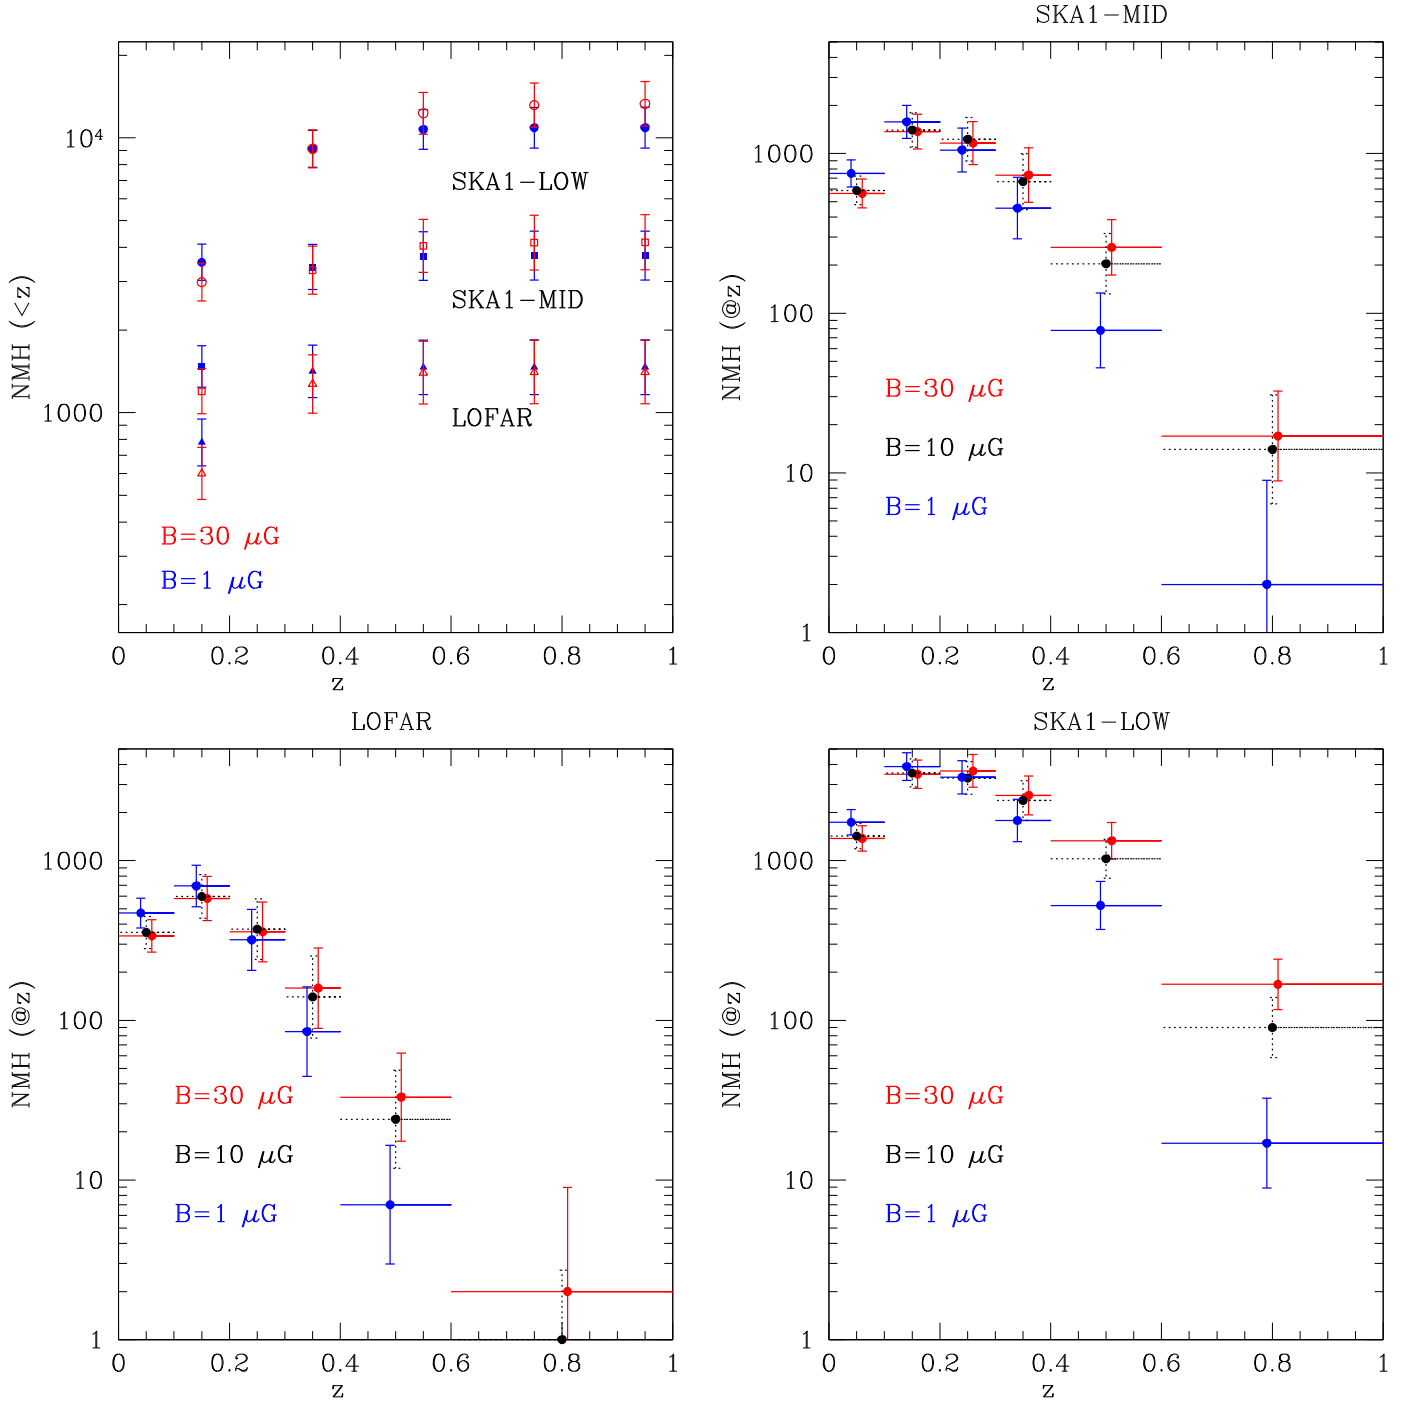 NMH (<z)
10⁴
1000
SKA1-LOW
SKA1-MID
LOFAR
B=30 μG
B=1 μG
0 0.2 0.4 0.6 0.8 1
z
SKA1-MID
NMH (@z)
1000
100
10
1
B=30 μG
B=10 μG
B=1 μG
0 0.2 0.4 0.6 0.8 1
z
LOFAR
NMH (@z)
1000
100
10
1
B=30 μG
B=10 μG
B=1 μG
0 0.2 0.4 0.6 0.8 1
z
SKA1-LOW
NMH (@z)
1000
100
10
1
B=30 μG
B=10 μG
B=1 μG
0 0.2 0.4 0.6 0.8 1
z